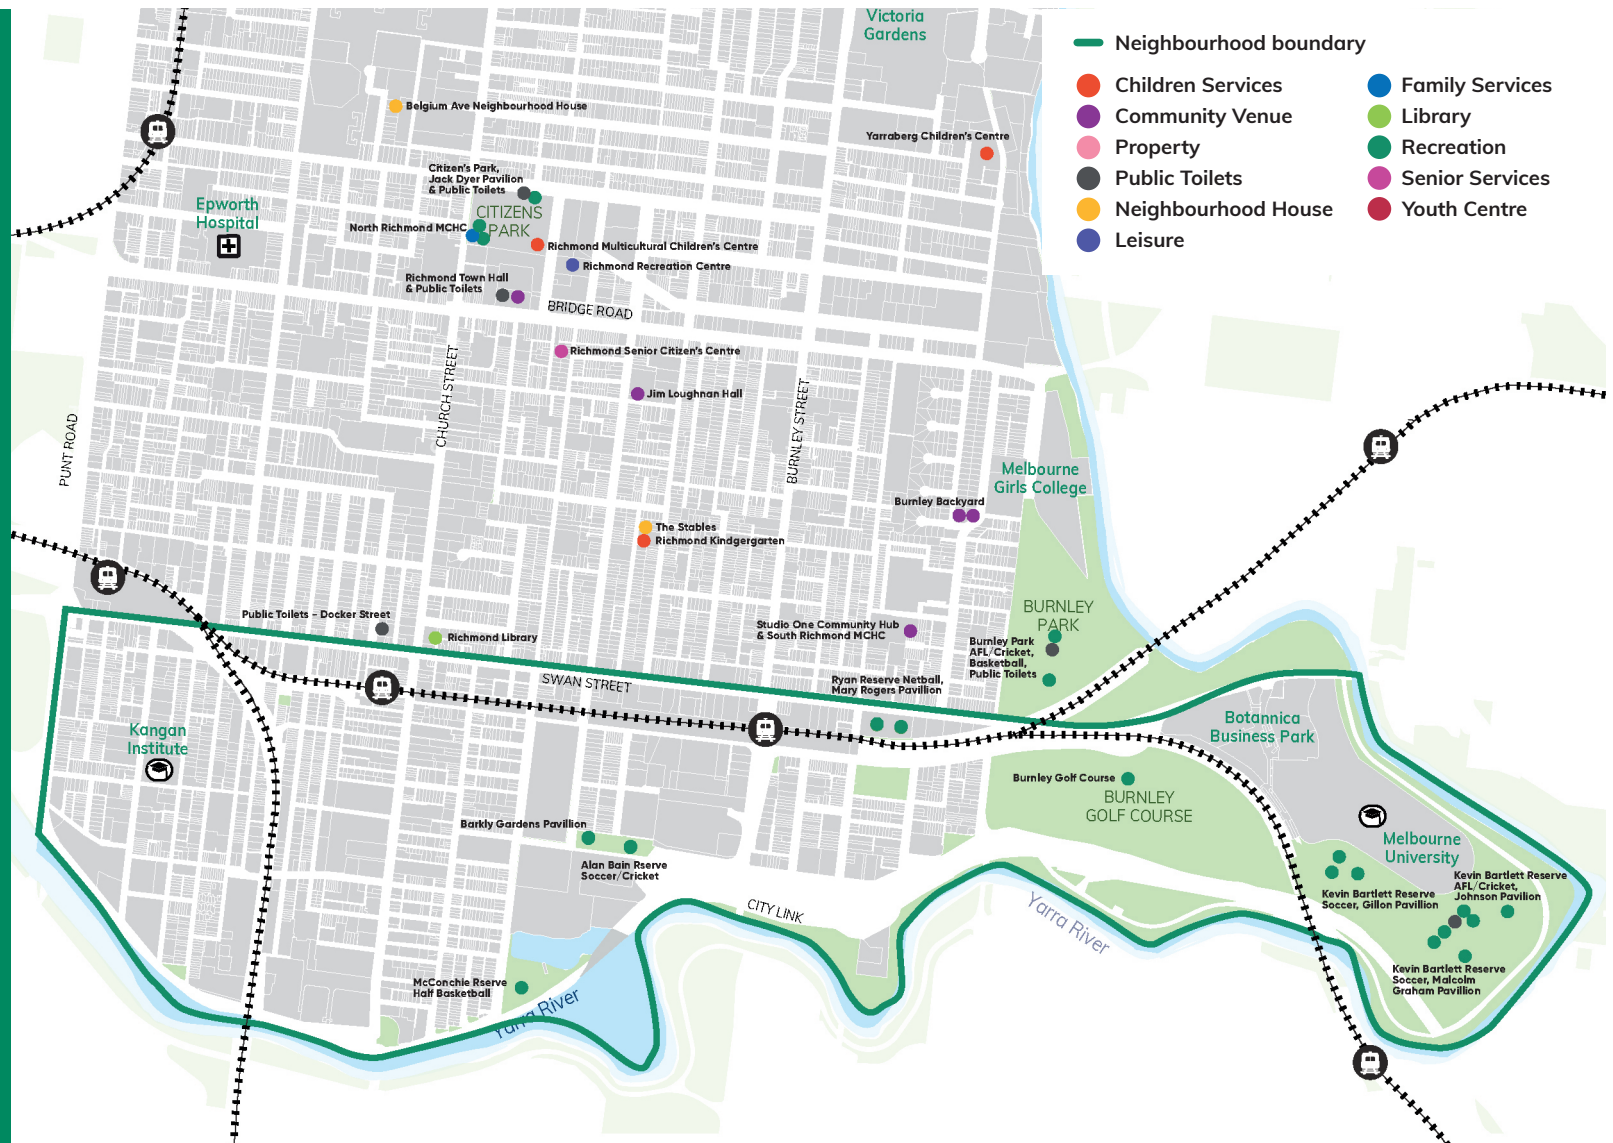 Victoria
Gardens
Neighbourhood boundary
Children Services
Community Venue
Property
Public Toilets
Neighbourhood House
Leisure
Family Services
Library
Recreation
Senior Services
Youth Centre
Belgium Ave Neighbourhood House
Yarraberg Children's Centre
Citizen's Park,
Jack Dyer Pavilion
& Public Toilets
Epworth
Hospital
CITIZENS
PARK
North Richmond MCHC
Richmond Multicultural Children's Centre
Richmond Recreation Centre
Richmond Town Hall
& Public Toilets
BRIDGE ROAD
Richmond Senior Citizen's Centre
Jim Loughnan Hall
CHURCH STREET
BURNLEY STREET
PUNT ROAD
Melbourne
Girls College
Burnley Backyard
The Stables
Richmond Kindgergarten
Public Toilets – Docker Street
Richmond Library
Studio One Community Hub
& South Richmond MCHC
BURNLEY
PARK
Burnley Park
AFL/Cricket,
Basketball,
Public Toilets
SWAN STREET
Ryan Reserve Netball,
Mary Rogers Pavillion
Kangan
Institute
Botannica
Business Park
Burnley Golf Course
BURNLEY
GOLF COURSE
Barkly Gardens Pavillion
Alan Bain Rserve
Soccer/Cricket
Melbourne
University
Kevin Bartlett Reserve
AFL/Cricket,
Johnson Pavilion
Kevin Bartlett Reserve
Soccer, Gillon Pavillion
CITY LINK
Yarra River
Kevin Bartlett Reserve
Soccer, Malcolm
Graham Pavillion
McConchie Rserve
Half Basketball
Yarra River